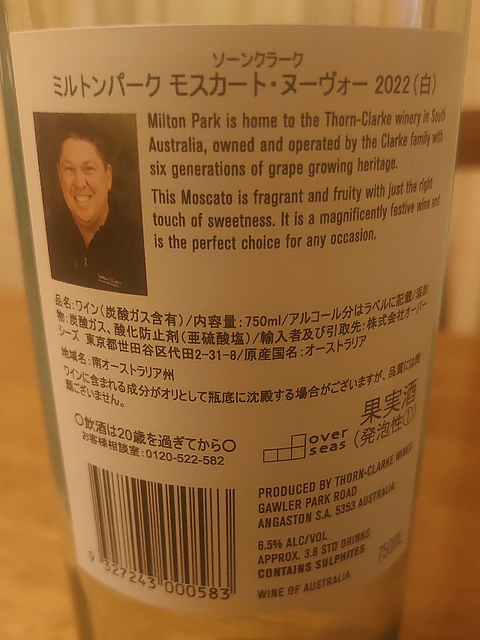 ソーンクラーク
ミルトンパーク モスカート・ヌーヴォー 2022(白)
Milton Park is home to the Thorn-Clarke winery in South
Australia, owned and operated by the Clarke family with
six generations of grape growing heritage.
This Moscato is fragrant and fruity with just the right
touch of sweetness. It is a magnificently festive wine and
is the perfect choice for any occasion.
品名:ワイン(炭酸ガス含有)/内容量:750ml/アルコール分はラベルに記載/添加
物:炭酸ガス、酸化防止剤(亜硫酸塩)/輸入者及び引取先:株式会社オーバー
シーズ 東京都世田谷区代田2-31-8/原産国名:オーストラリア
地域名:南オーストラリア州
ワインに含まれる成分がオリとして瓶底に沈殿する場合がございますが、品質には問
題ございません。
果実酒
(発泡性①)
〇飲酒は20歳を過ぎてから〇
お客様相談室:0120-522-582
over
seas
PRODUCED BY THORN-CLARKE WINES
GAWLER PARK ROAD
ANGASTON S.A. 5353 AUSTRALIA
6.5% ALC/VOL
APPROX. 3.8 STD DRINKS
CONTAINS SULPHITES
750ML
WINE OF AUSTRALIA
9 327243 000583